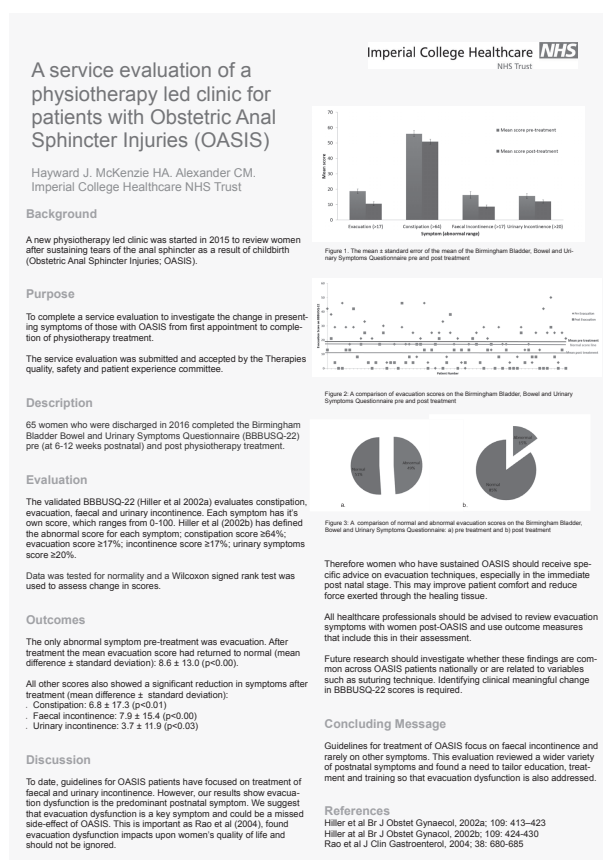 A service evaluation of a
physiotherapy led clinic for
patients with Obstetric Anal
Sphincter Injuries (OASIS)
Hayward J. McKenzie HA. Alexander CM.
Imperial College Healthcare NHS Trust
Background
A new physiotherapy led clinic was started in 2015 to review women
after sustaining tears of the anal sphincter as a result of childbirth
(Obstetric Anal Sphincter Injuries; OASIS).
Purpose
To complete a service evaluation to investigate the change in present-
ing symptoms of those with OASIS from first appointment to comple-
tion of physiotherapy treatment.
The service evaluation was submitted and accepted by the Therapies
quality, safety and patient experience committee.
Description
65 women who were discharged in 2016 completed the Birmingham
Bladder Bowel and Urinary Symptoms Questionnaire (BBBUSQ-22)
pre (at 6-12 weeks postnatal) and post physiotherapy treatment.
Evaluation
The validated BBBUSQ-22 (Hiller et al 2002a) evaluates constipation,
evacuation, faecal and urinary incontinence. Each symptom has it's
own score, which ranges from 0-100. Hiller et al (2002b) has defined
the abnormal score for each symptom; constipation score ≥64%;
evacuation score ≥17%; incontinence score ≥17%; urinary symptoms
score ≥20%.
Data was tested for normality and a Wilcoxon signed rank test was
used to assess change in scores.
Outcomes
The only abnormal symptom pre-treatment was evacuation. After
treatment the mean evacuation score had returned to normal (mean
difference ± standard deviation): 8.6 ± 13.0 (p<0.00).
All other scores also showed a significant reduction in symptoms after
treatment (mean difference ± standard deviation):
. Constipation: 6.8 ± 17.3 (p<0.01)
. Faecal incontinence: 7.9 ± 15.4 (p<0.00)
. Urinary incontinence: 3.7 ± 11.9 (p<0.03)
Discussion
To date, guidelines for OASIS patients have focused on treatment of
faecal and urinary incontinence. However, our results show evacua-
tion dysfunction is the predominant postnatal symptom. We suggest
that evacuation dysfunction is a key symptom and could be a missed
side-effect of OASIS. This is important as Rao et al (2004), found
evacuation dysfunction impacts upon women's quality of life and
should not be ignored.
Imperial College Healthcare NHS
NHS Trust
70
60
50
40
30
20
10
0
Mean score
Mean score pre-treatment
Mean score post-treatment
Evacuation (>17) Constipation (>64) Faecal Incontinence (>17) Urinary Incontinence (>20)
Symptom (abnormal range)
Figure 1. The mean ± standard error of the mean of the Birmingham Bladder, Bowel and Uri-
nary Symptoms Questionnaire pre and post treatment
Pre evacuation
Post Evacuation
Mean pre treatment
Patient Number
Figure 2: A comparison of evacuation scores on the Birmingham Bladder, Bowel and Urinary
Symptoms Questionnaire pre and post treatment
Normal
Abnormal
a.
Abnormal
Normal
b.
Figure 3: A comparison of normal and abnormal evacuation scores on the Birmingham Bladder,
Bowel and Urinary Symptoms Questionnaire: a) pre treatment and b) post treatment
Therefore women who have sustained OASIS should receive spe-
cific advice on evacuation techniques, especially in the immediate
post natal stage. This may improve patient comfort and reduce
force exerted through the healing tissue.
All healthcare professionals should be advised to review evacuation
symptoms with women post-OASIS and use outcome measures
that include this in their assessment.
Future research should investigate whether these findings are com-
mon across OASIS patients nationally or are related to variables
such as suturing technique. Identifying clinical meaningful change
in BBBUSQ-22 scores is required.
Concluding Message
Guidelines for treatment of OASIS focus on faecal incontinence and
rarely on other symptoms. This evaluation reviewed a wider variety
of postnatal symptoms and found a need to tailor education, treat-
ment and training so that evacuation dysfunction is also addressed.
References
Hiller et al Br J Obstet Gynaecol, 2002a; 109: 413–423
Hiller at al Br J Obstet Gynacol, 2002b; 109: 424-430
Rao et al J Clin Gastroenterol, 2004; 38: 680-685